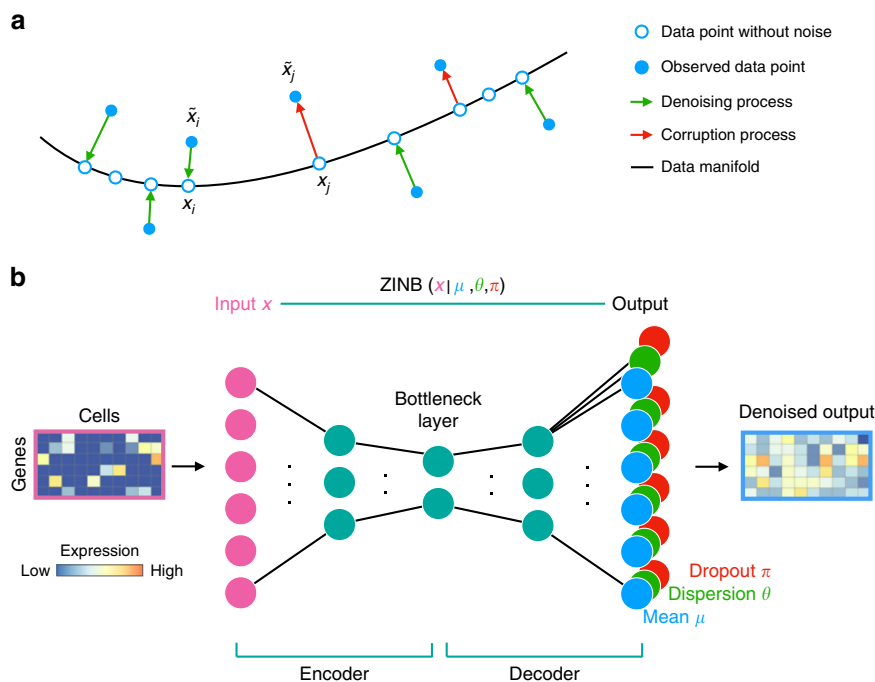 a
x̃i
x̃j
xi
xj
Data point without noise
Observed data point
Denoising process
Corruption process
Data manifold
b
ZINB (x| μ ,θ,π)
Input x
Output
Cells
Genes
Expression
Low
High
Bottleneck
layer
Denoised output
Dropout π
Dispersion θ
Mean μ
Encoder
Decoder